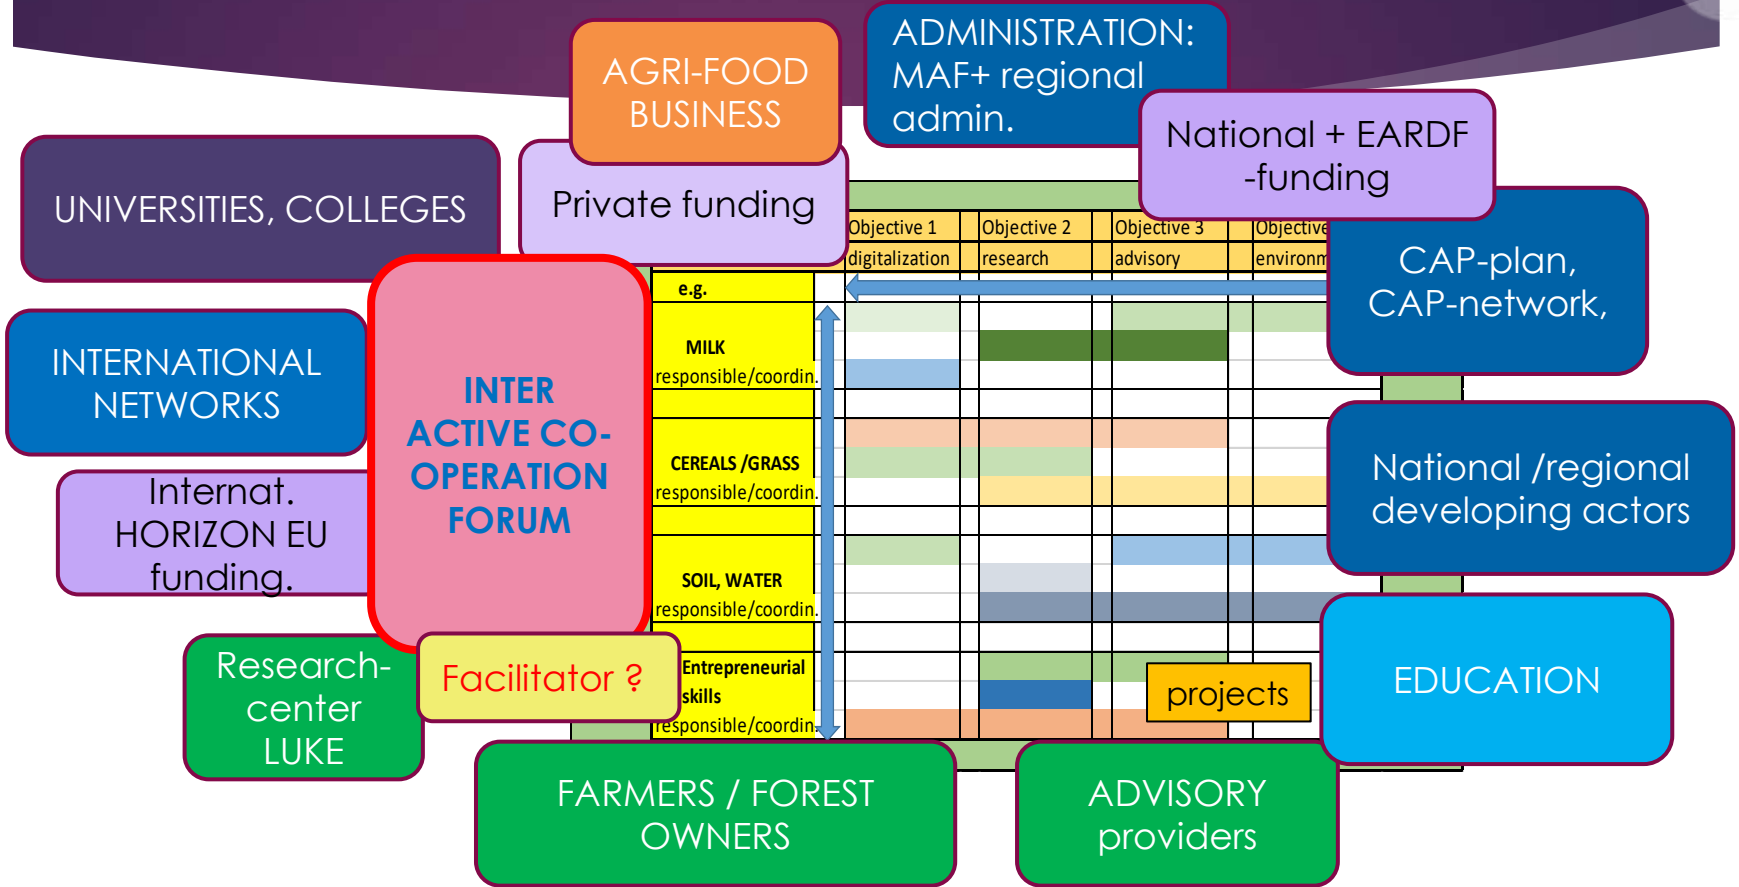 ADMINISTRATION:
MAF+ regional
admin.
AGRI-FOOD
BUSINESS
National + EARDF
-funding
UNIVERSITIES, COLLEGES
Private funding
CAP-plan,
CAP-network,
Objective 1
Objective 2
Objective 3
Objective
digitalization
research
advisory
environm
e.g.
INTERNATIONAL
NETWORKS
INTER
ACTIVE CO-
OPERATION
FORUM
MILK
responsible/coordin.
CEREALS /GRASS
responsible/coordin.
National /regional
developing actors
Internat.
HORIZON EU
funding.
SOIL, WATER
responsible/coordin.
Research-
center
LUKE
Facilitator ?
Entrepreneurial
skills
responsible/coordin.
projects
EDUCATION
FARMERS / FOREST
OWNERS
ADVISORY
providers